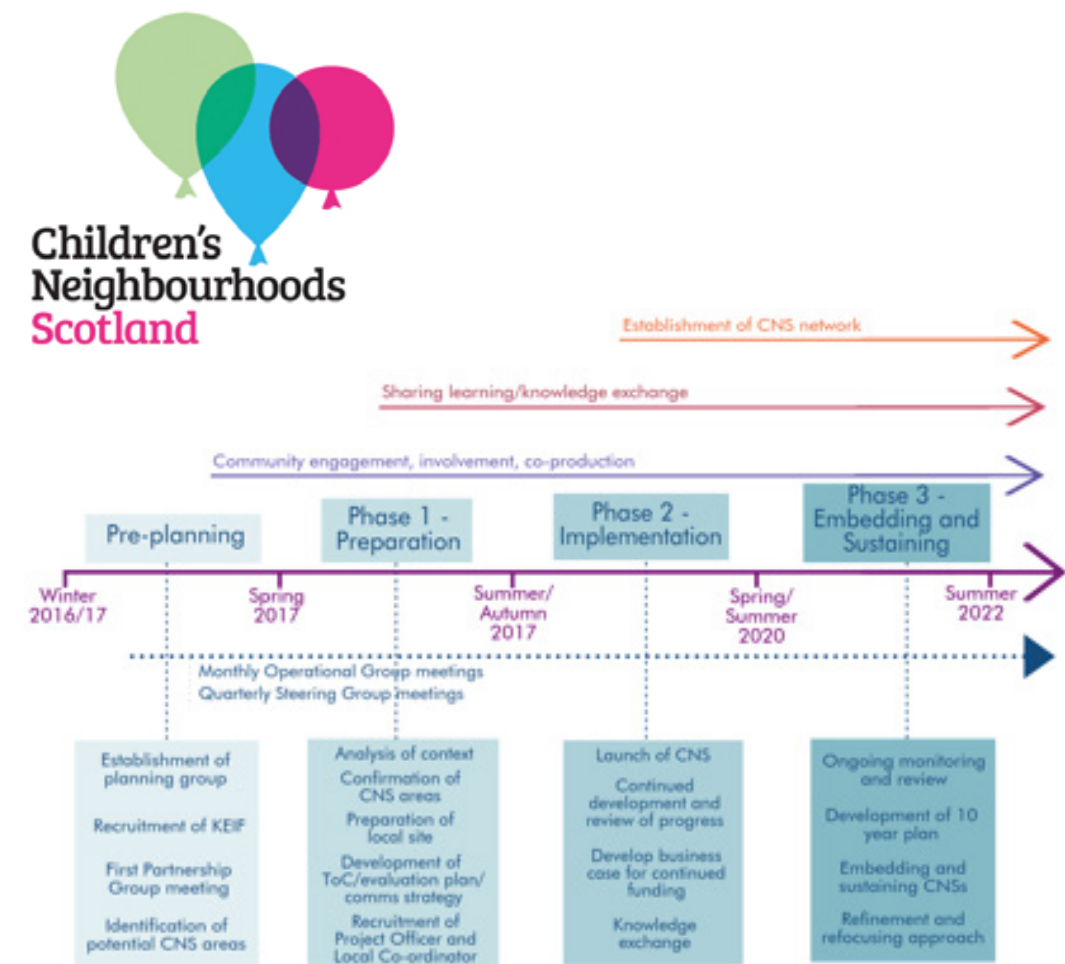 Children's
Neighbourhoods
Scotland
Establishment of CNS network
Sharing learning/knowledge exchange
Community engagement, involvement, co-production
Pre-planning
Phase 1 -
Preparation
Phase 2 -
Implementation
Phase 3 -
Embedding and
Sustaining
Winter
2016/17
Spring
2017
Summer/
Autumn
2017
Spring/
Summer
2020
Summer
2022
Monthly Operational Group meetings
Quarterly Steering Group meetings
Establishment of
planning group
Recruitment of KEIF
First Partnership
Group meeting
Identification of
potential CNS areas
Analysis of context
Confirmation of
CNS areas
Preparation of
local site
Development of
ToC/evaluation plan/
comms strategy
Recruitment of
Project Officer and
Local Co-ordinator
Launch of CNS
Continued
development and
review of progress
Develop business
case for continued
funding
Knowledge
exchange
Ongoing monitoring
and review
Development of 10
year plan
Embedding and
sustaining CNSs
Refinement and
refocusing approach